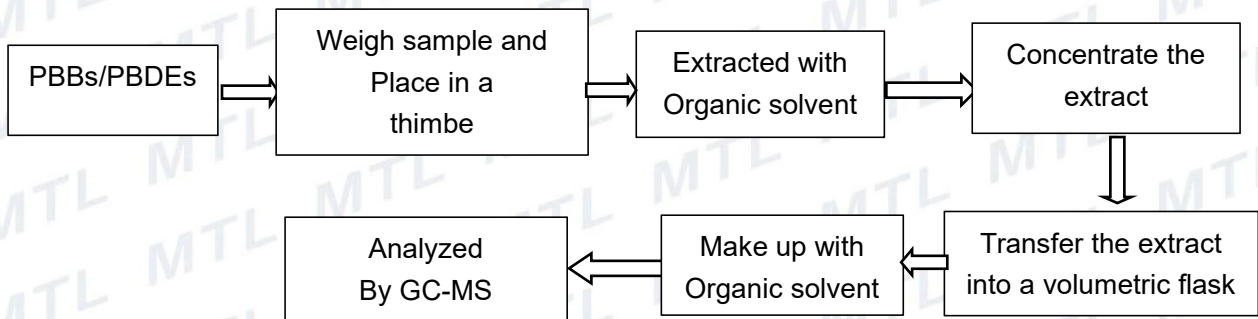 PBBs/PBDEs
Weigh sample and
Place in a
thimbe
Extracted with
Organic solvent
Concentrate the
extract
Transfer the extract
into a volumetric flask
Make up with
Organic solvent
Analyzed
By GC-MS